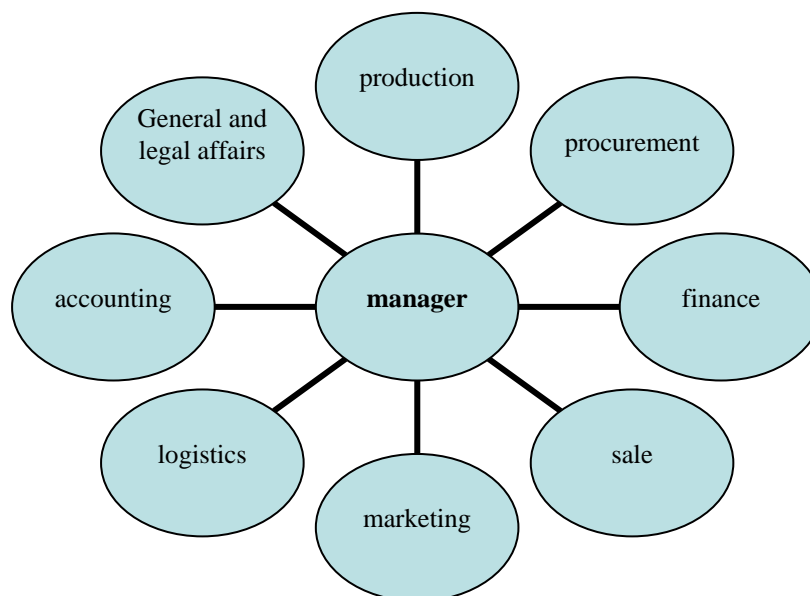 production
General and
legal affairs
procurement
accounting
manager
finance
logistics
sale
marketing